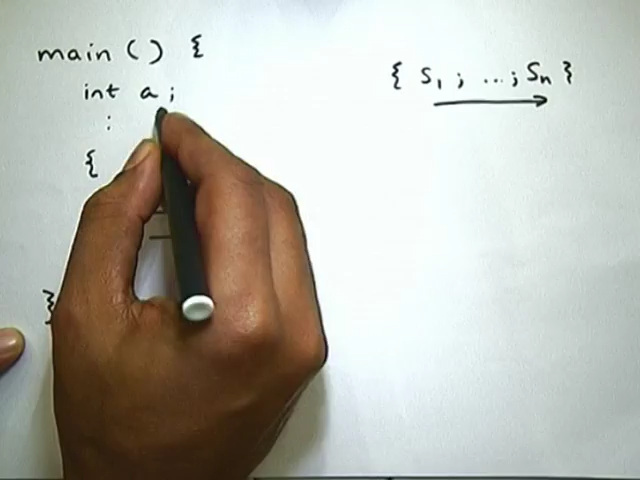 main ( ) {
int a ;
:
{
}
{ S1 ; ... ; Sn }